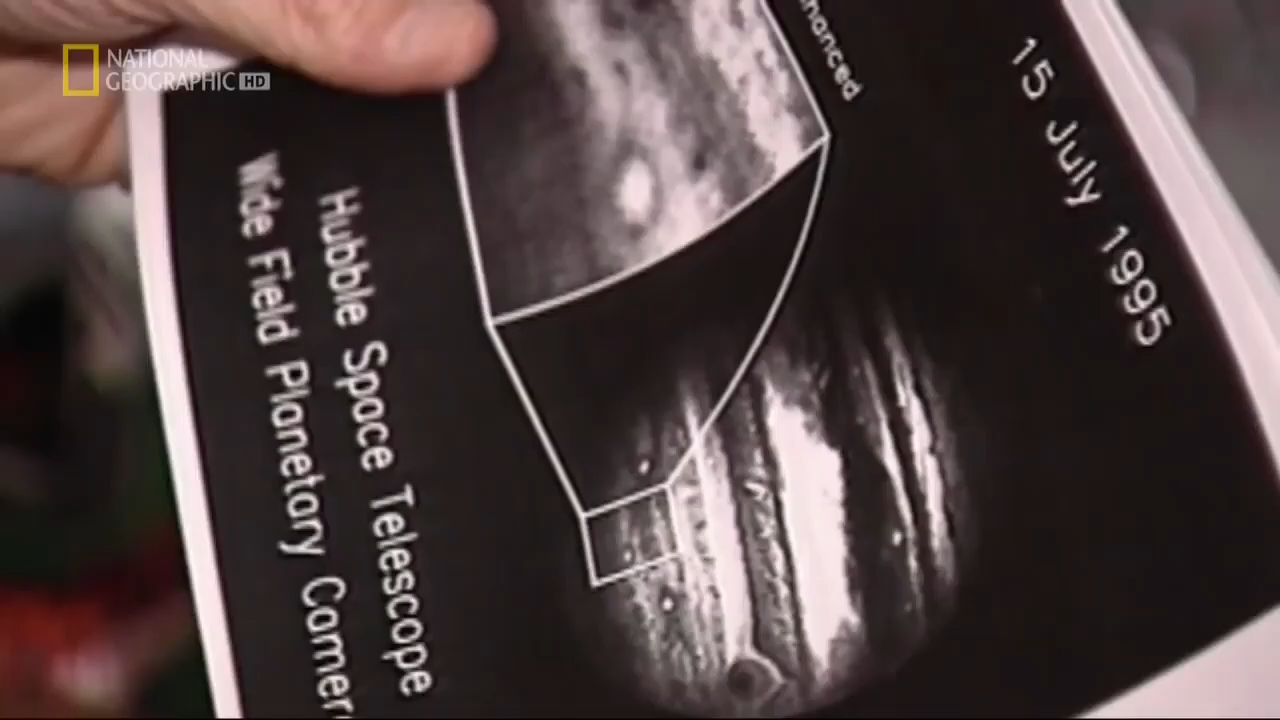 NATIONAL
GEOGRAPHIC HD
15 July 1995
Hubble Space Telescope
Wide Field Planetary